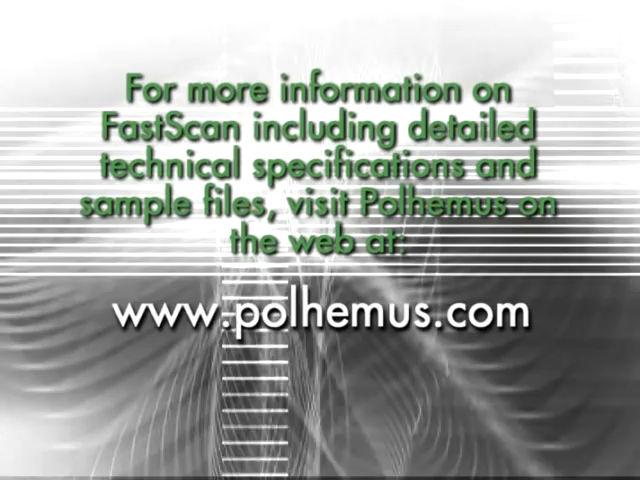 For more information on
FastScan including detailed
technical specifications and
sample files, visit Polhemus on
the web at:
www.polhemus.com